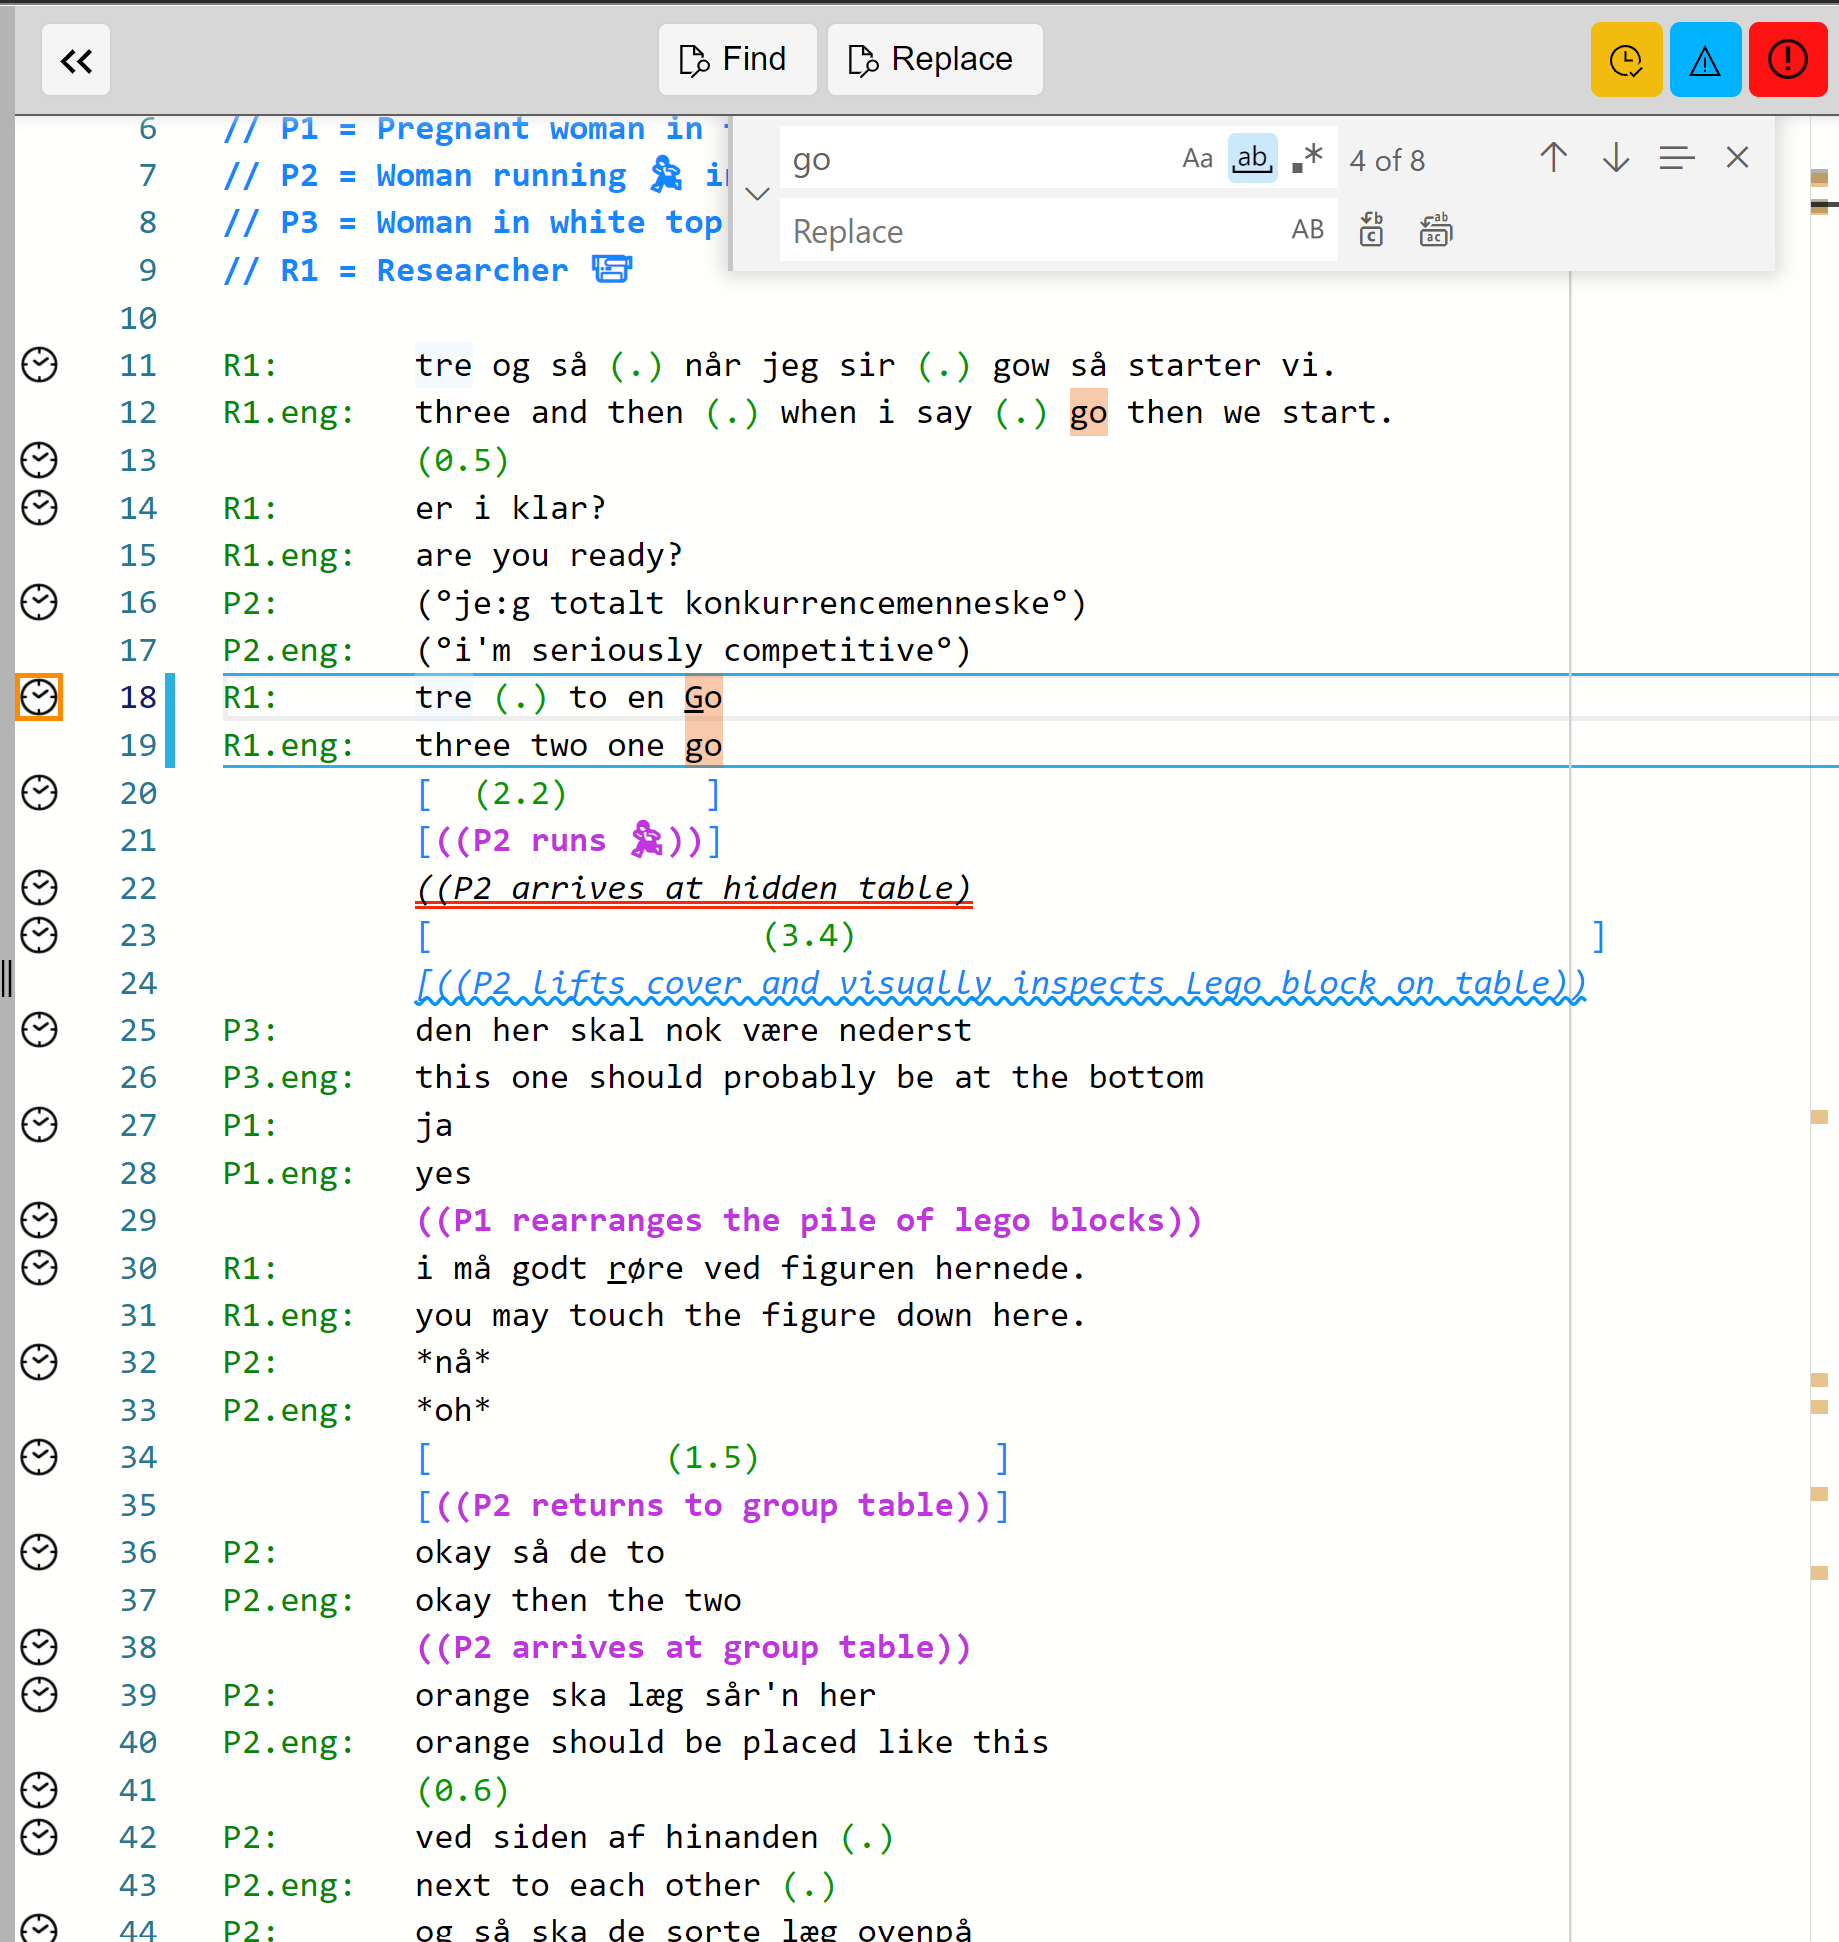 Find Replace
go Aa ab .* 4 of 8
Replace AB
6 // P1 = Pregnant woman in
7 // P2 = Woman running
8 // P3 = Woman in white top
9 // R1 = Researcher
10
11 R1: tre og så (.) når jeg sir (.) gow så starter vi.
12 R1.eng: three and then (.) when i say (.) go then we start.
13 (0.5)
14 R1: er i klar?
15 R1.eng: are you ready?
16 P2: (°je:g totalt konkurrencemenneske°)
17 P2.eng: (°i'm seriously competitive°)
18 R1: tre (.) to en Go
19 R1.eng: three two one go
20 [ (2.2) ]
21 [((P2 runs ))]
22 ((P2 arrives at hidden table)
23 [ (3.4) ]
24 [((P2 lifts cover and visually inspects Lego block on table))
25 P3: den her skal nok være nederst
26 P3.eng: this one should probably be at the bottom
27 P1: ja
28 P1.eng: yes
29 ((P1 rearranges the pile of lego blocks))
30 R1: i må godt røre ved figuren hernede.
31 R1.eng: you may touch the figure down here.
32 P2: *nå*
33 P2.eng: *oh*
34 [ (1.5) ]
35 [((P2 returns to group table))]
36 P2: okay så de to
37 P2.eng: okay then the two
38 ((P2 arrives at group table))
39 P2: orange ska læg sår'n her
40 P2.eng: orange should be placed like this
41 (0.6)
42 P2: ved siden af hinanden (.)
43 P2.eng: next to each other (.)
44 P2: og så ska de sorte læg ovenpå